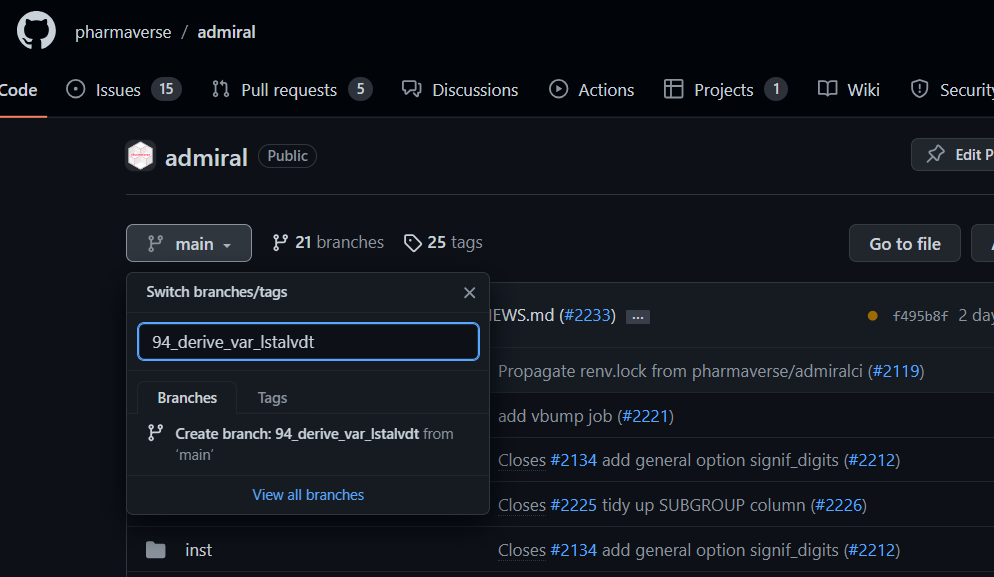 pharmaverse / admiral
Code Issues 15 Pull requests 5 Discussions Actions Projects 1 Wiki Security
admiral Public Edit P
main 21 branches 25 tags Go to file
Switch branches/tags
EWS.md (#2233) ... f495b8f 2 day
94_derive_var_lstalvdt
Propagate renv.lock from pharmaverse/admiralci (#2119)
Branches Tags
add vbump job (#2221)
Create branch: 94_derive_var_lstalvdt from
'main'
Closes #2134 add general option signif_digits (#2212)
View all branches
Closes #2225 tidy up SUBGROUP column (#2226)
inst Closes #2134 add general option signif_digits (#2212)